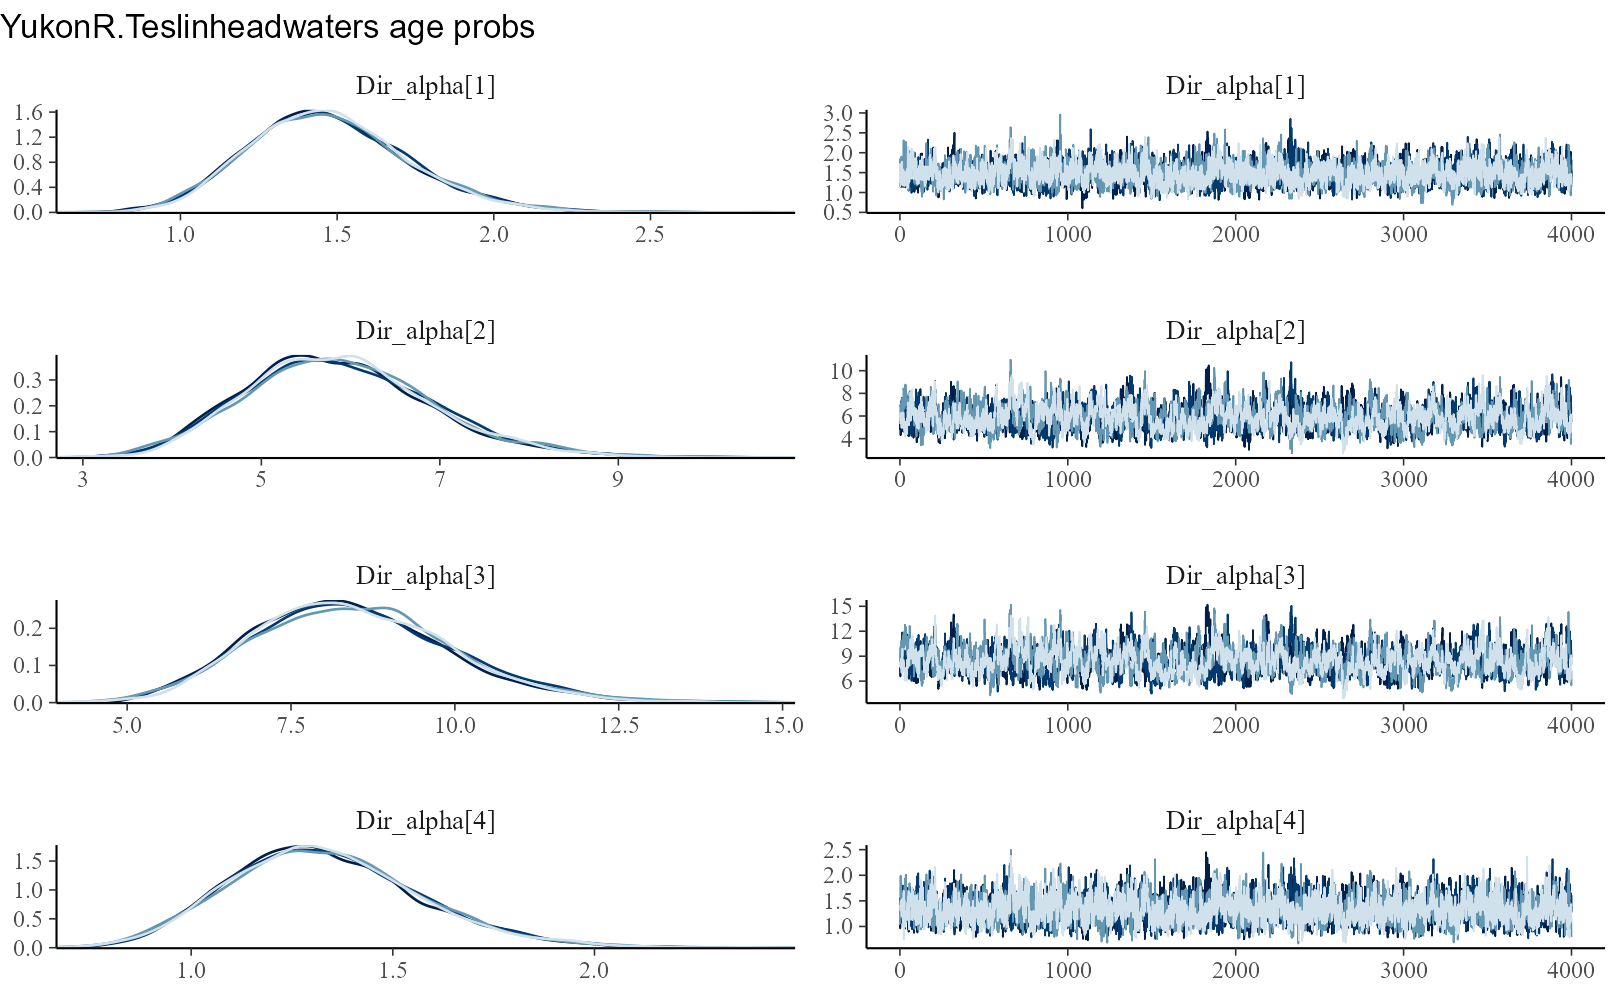 YukonR.Teslinheadwaters age probs
Dir_alpha[1] Dir_alpha[1]
1.6
1.2
0.8
0.4
0.0
1.0 1.5 2.0 2.5
3.0
2.5
2.0
1.5
1.0
0.5
0 1000 2000 3000 4000
Dir_alpha[2] Dir_alpha[2]
0.3
0.2
0.1
0.0
3 5 7 9
10
8
6
4
0 1000 2000 3000 4000
Dir_alpha[3] Dir_alpha[3]
0.2
0.1
0.0
5.0 7.5 10.0 12.5 15.0
15
12
9
6
0 1000 2000 3000 4000
Dir_alpha[4] Dir_alpha[4]
1.5
1.0
0.5
0.0
1.0 1.5 2.0
2.5
2.0
1.5
1.0
0 1000 2000 3000 4000